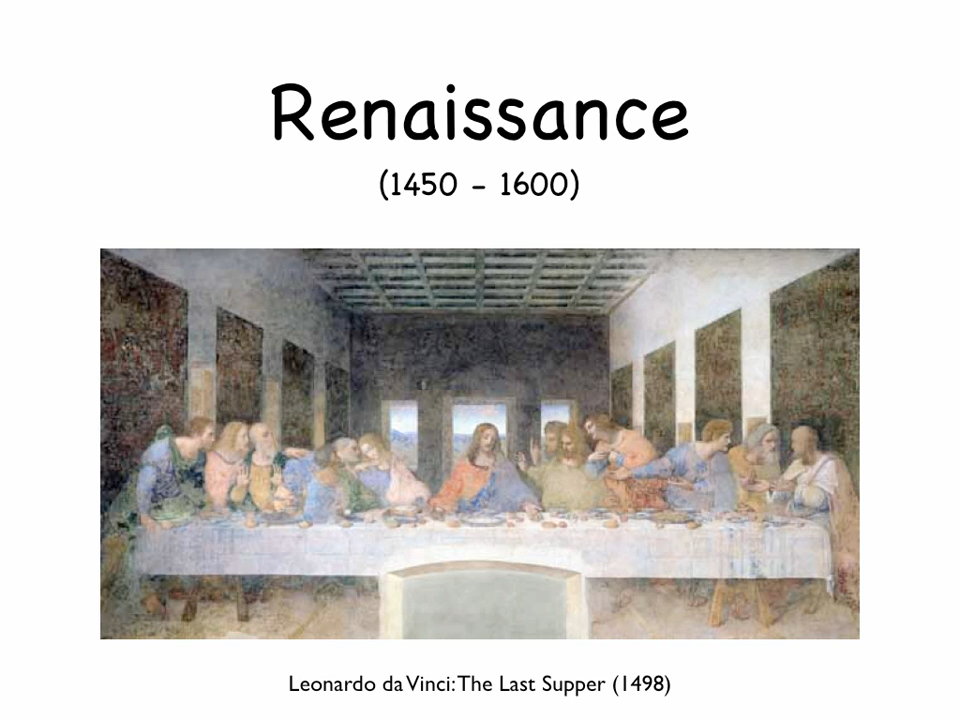 Renaissance
(1450 - 1600)
Leonardo da Vinci: The Last Supper (1498)